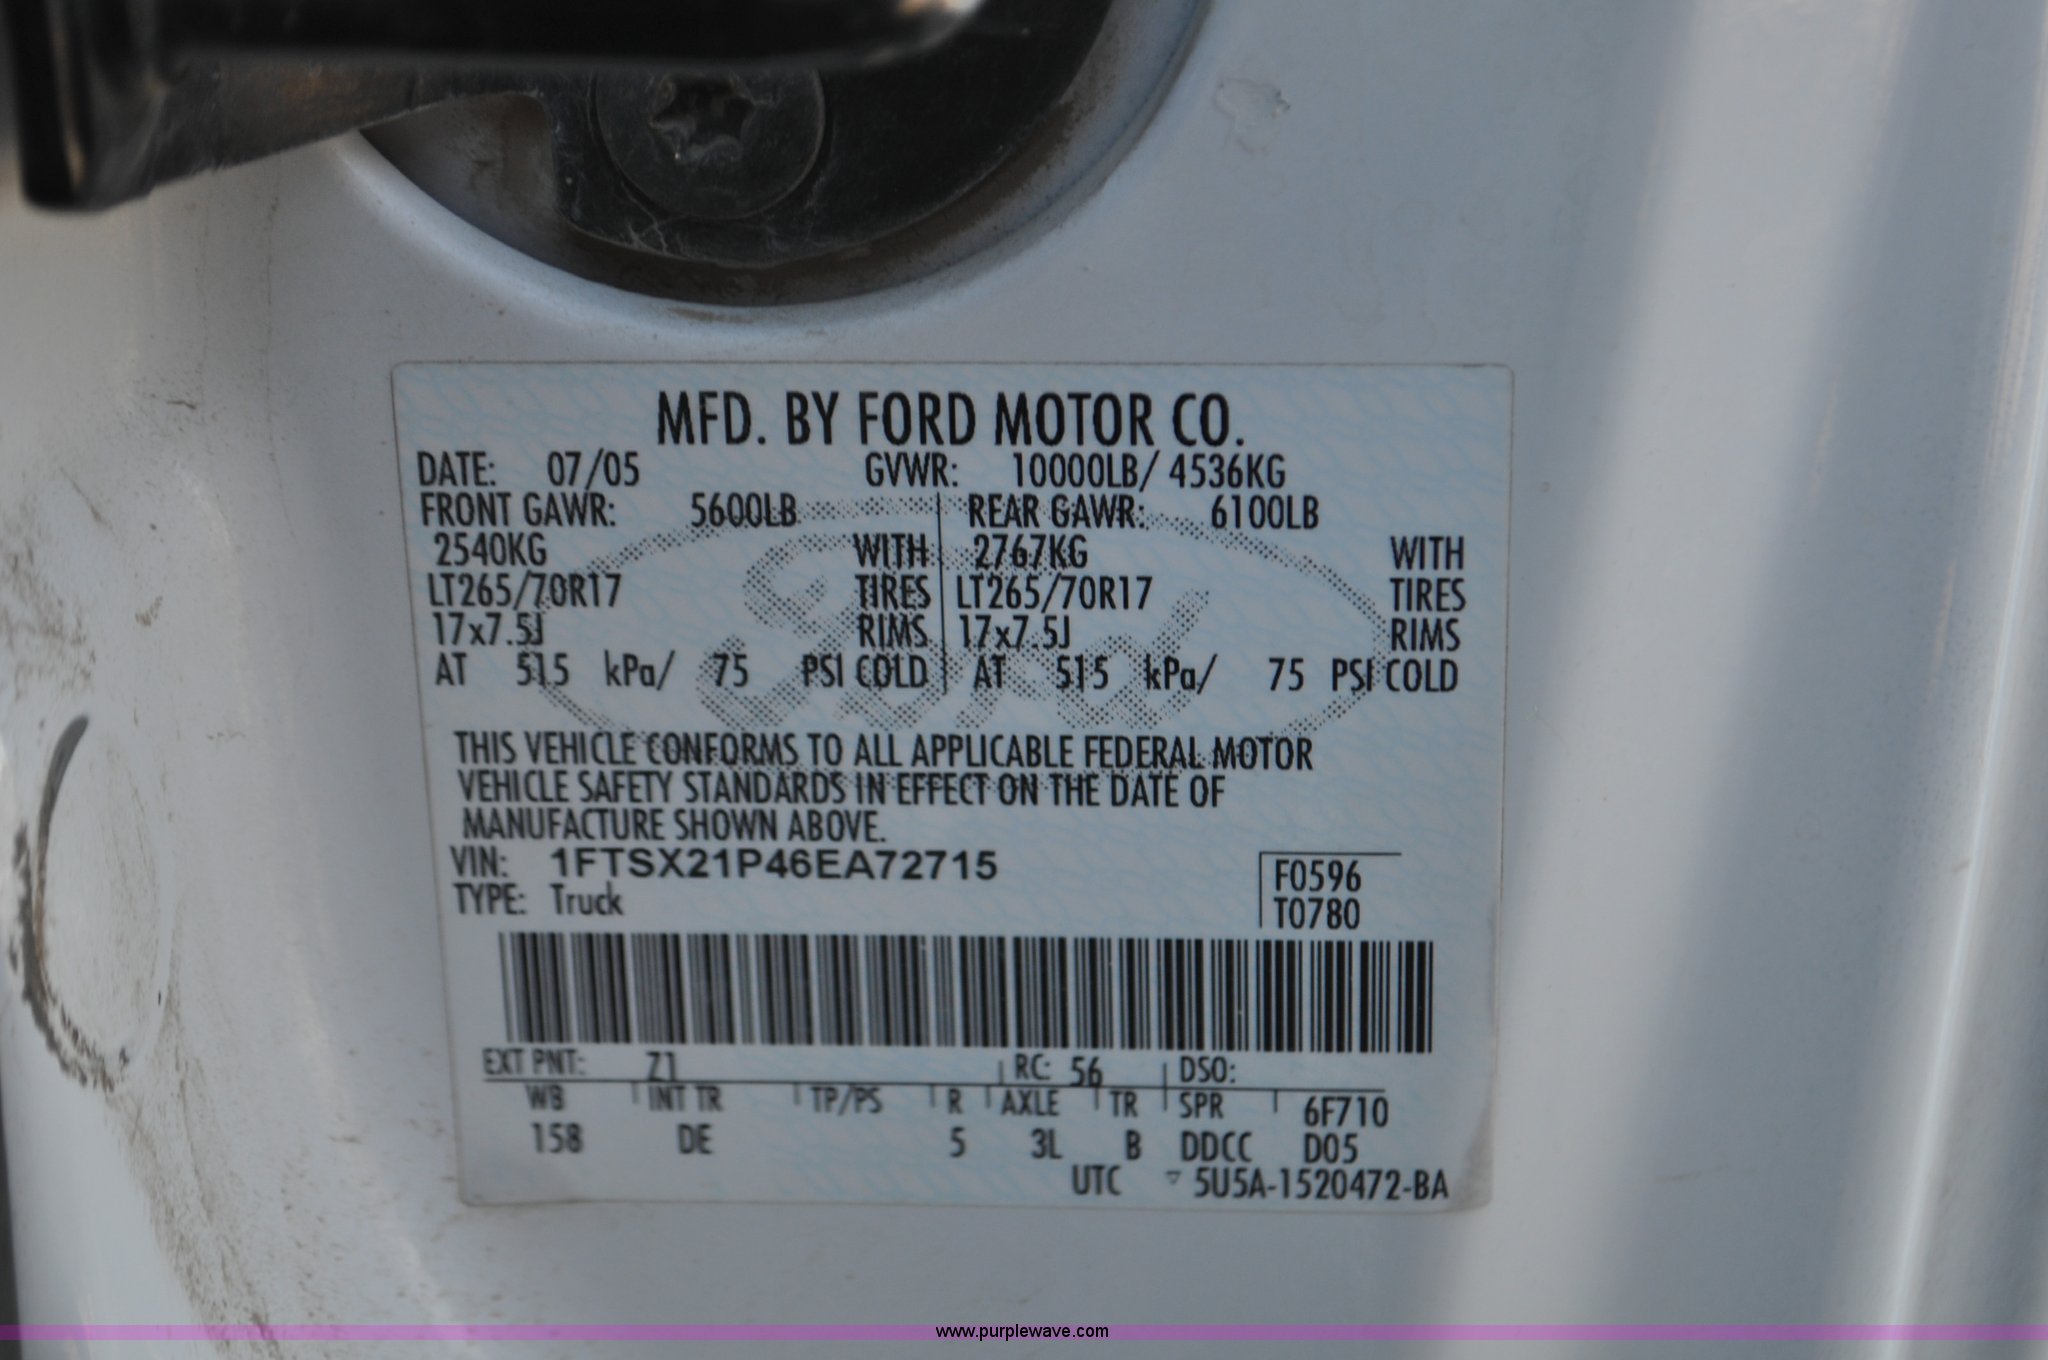 MFD. BY FORD MOTOR CO.
DATE: 07/05 GVWR: 10000LB/ 4536KG
FRONT GAWR: 5600LB REAR GAWR: 6100LB
2540KG WITH 2767KG WITH
LT265/70R17 TIRES LT265/70R17 TIRES
17x7.5J RIMS 17x7.5J RIMS
AT 515 kPa/ 75 PSI COLD AT 515 kPa/ 75 PSI COLD
Ford
THIS VEHICLE CONFORMS TO ALL APPLICABLE FEDERAL MOTOR
VEHICLE SAFETY STANDARDS IN EFFECT ON THE DATE OF
MANUFACTURE SHOWN ABOVE.
VIN: 1FTSX21P46EA72715 F0596
TYPE: Truck T0780
EXT PNT: Z1 RC: 56 DSO:
WB INT TR TP/PS R AXLE TR SPR 6F710
158 DE 5 3L B DDCC D05
UTC ▽ 5U5A-1520472-BA
www.purplewave.com